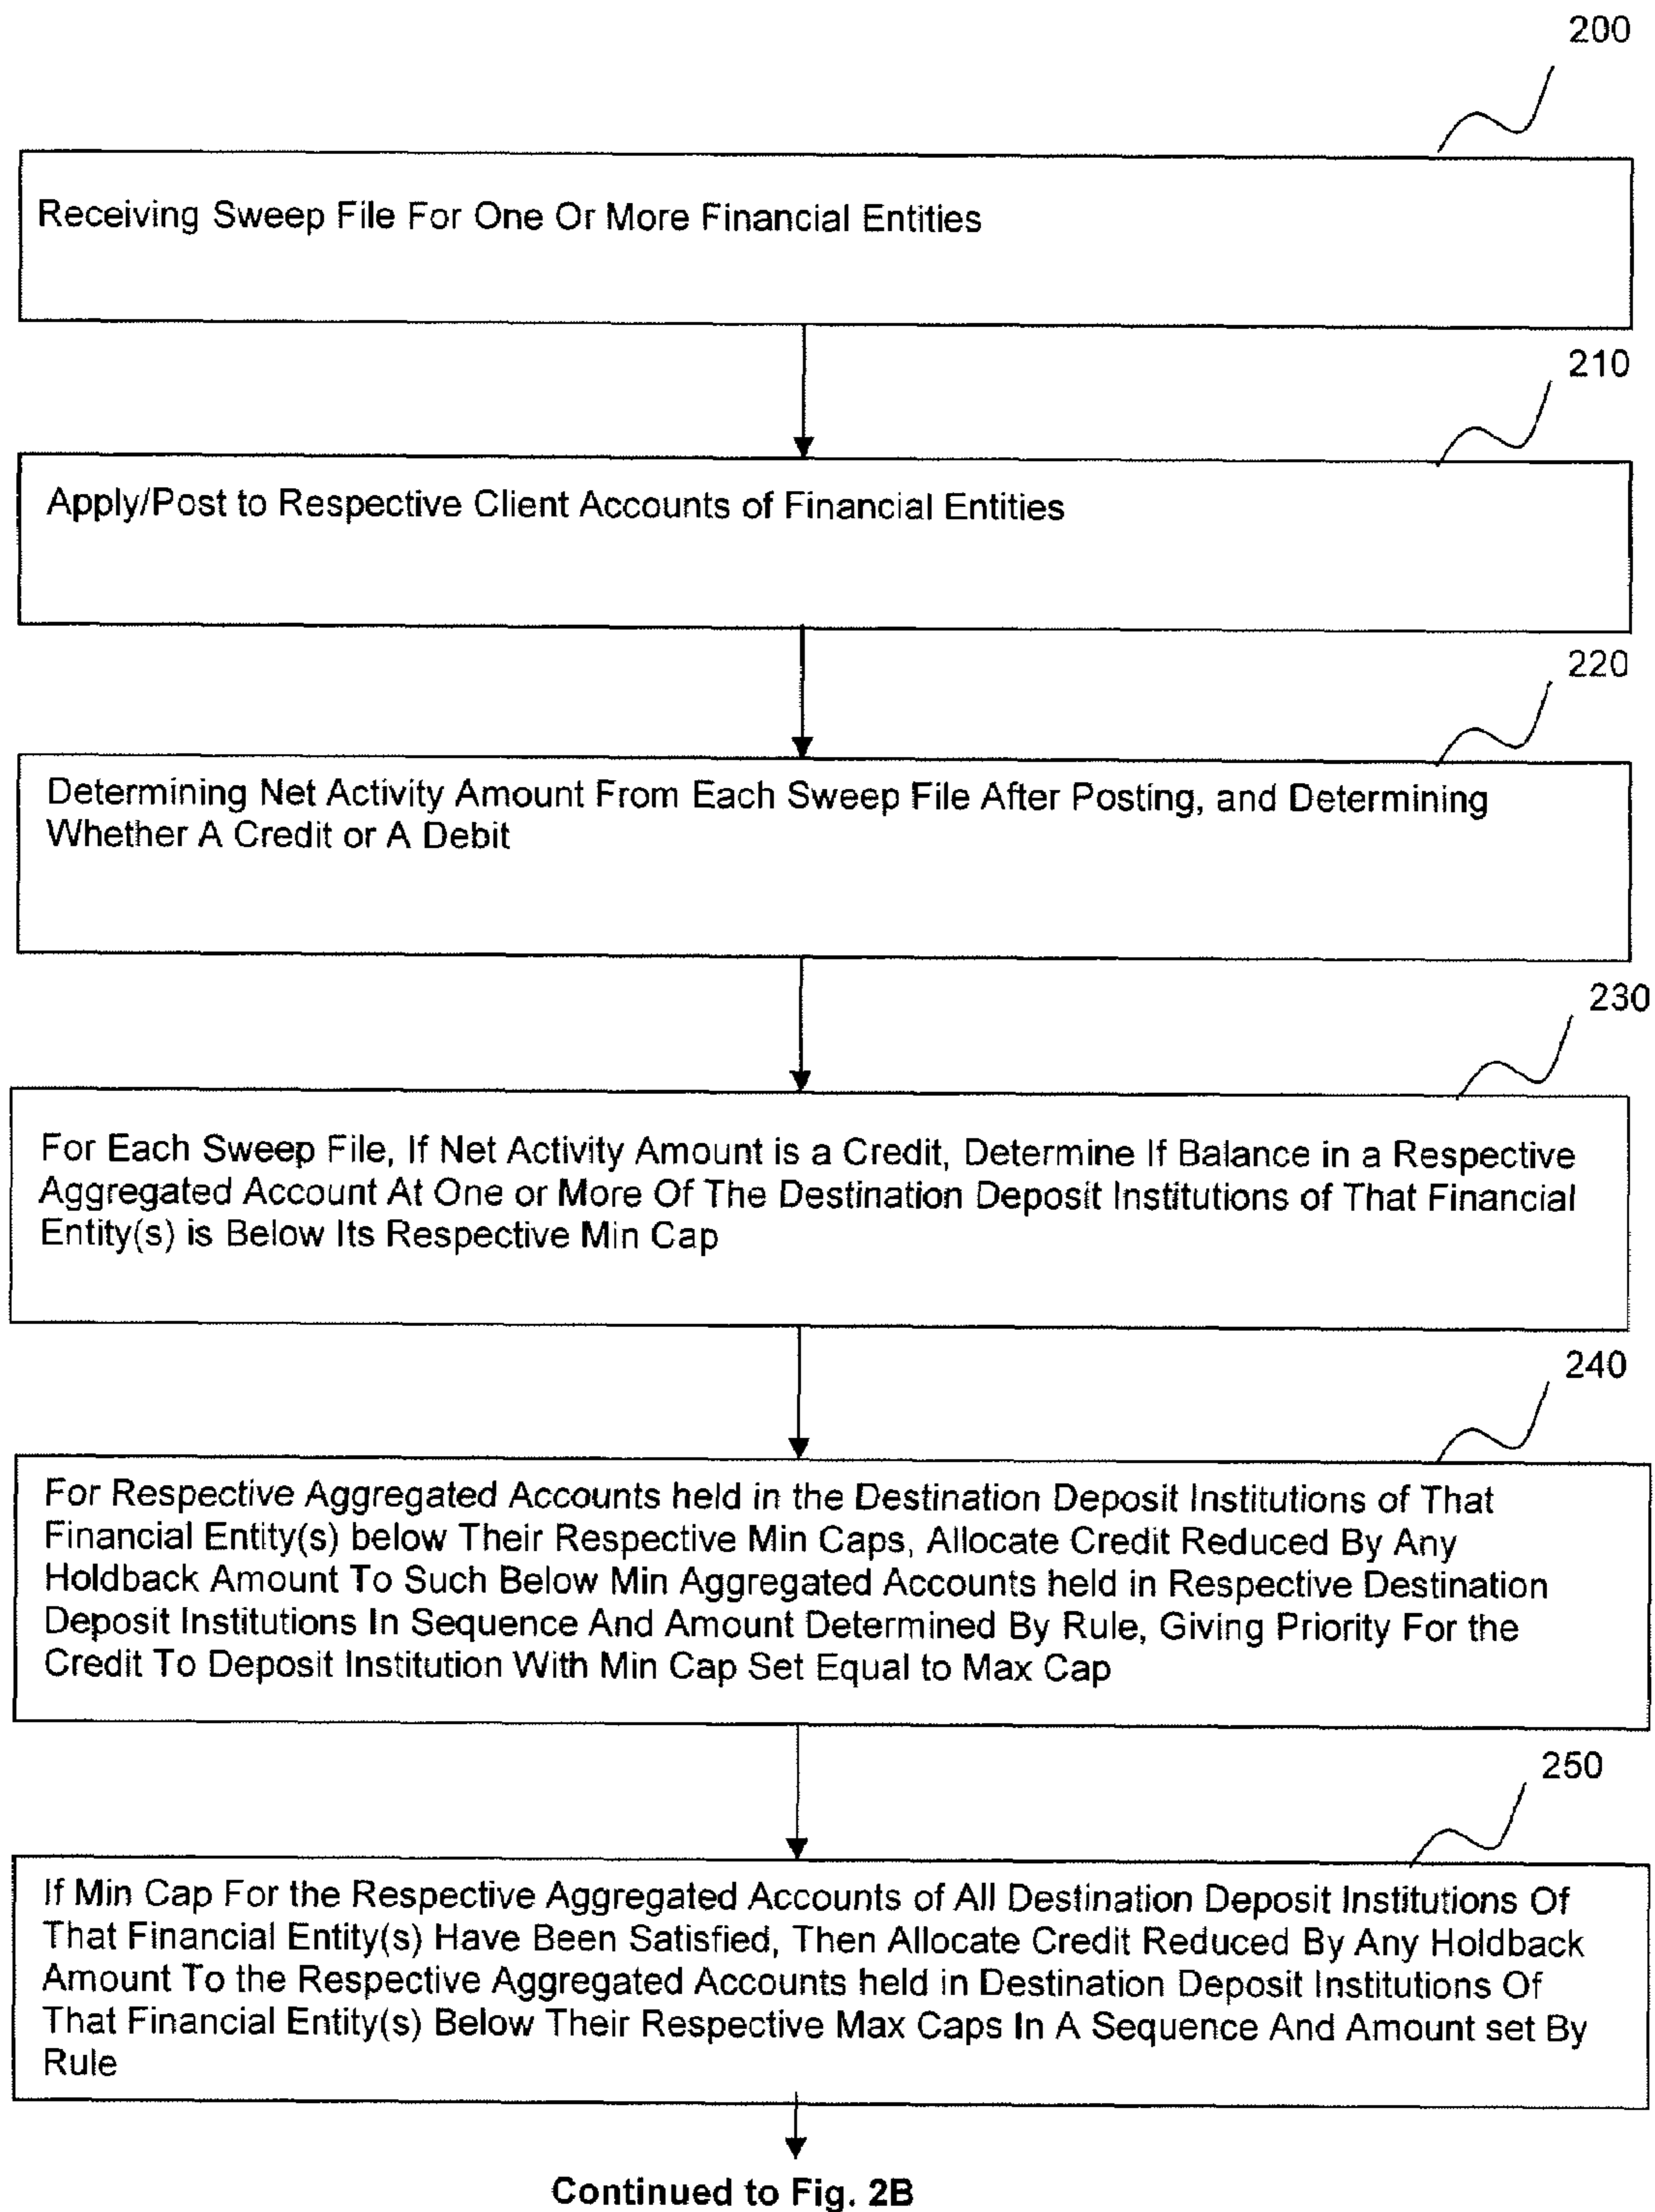 200
Receiving Sweep File For One Or More Financial Entities
210
Apply/Post to Respective Client Accounts of Financial Entities
220
Determining Net Activity Amount From Each Sweep File After Posting, and Determining
Whether A Credit or A Debit
230
For Each Sweep File, If Net Activity Amount is a Credit, Determine If Balance in a Respective
Aggregated Account At One or More Of The Destination Deposit Institutions of That Financial
Entity(s) is Below Its Respective Min Cap
240
For Respective Aggregated Accounts held in the Destination Deposit Institutions of That
Financial Entity(s) below Their Respective Min Caps, Allocate Credit Reduced By Any
Holdback Amount To Such Below Min Aggregated Accounts held in Respective Destination
Deposit Institutions In Sequence And Amount Determined By Rule, Giving Priority For the
Credit To Deposit Institution With Min Cap Set Equal to Max Cap
250
If Min Cap For the Respective Aggregated Accounts of All Destination Deposit Institutions Of
That Financial Entity(s) Have Been Satisfied, Then Allocate Credit Reduced By Any Holdback
Amount To the Respective Aggregated Accounts held in Destination Deposit Institutions Of
That Financial Entity(s) Below Their Respective Max Caps In A Sequence And Amount set By
Rule
Continued to Fig. 2B